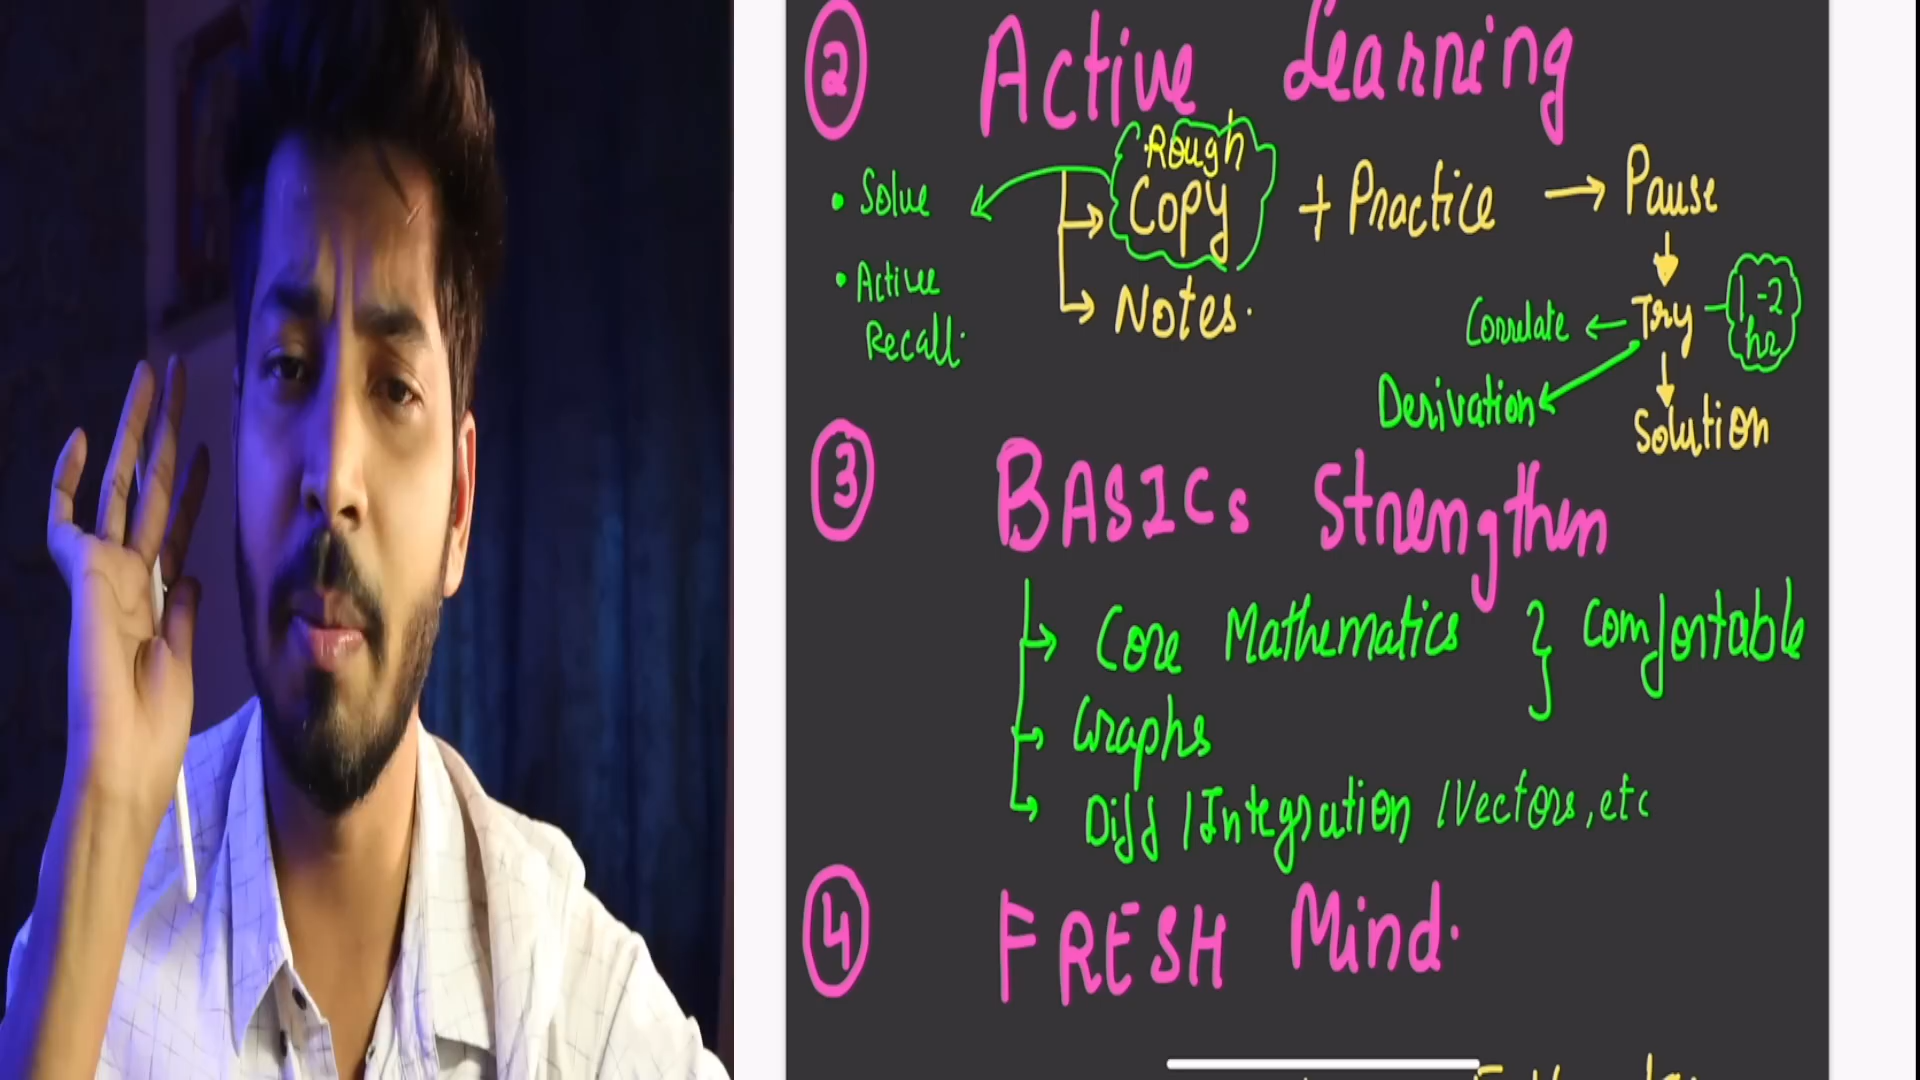 2 Active Learning
Rough
• Solve Copy + Practice → Pause
• Active
Recall. Notes.
Correlate ← Try - 1-2
hr
Derivation
Solution
3 BASICs Strengthen
Core Mathematics } Comfortable
Graphs
Diff / Integration / Vectors, etc
4 FRESH Mind.